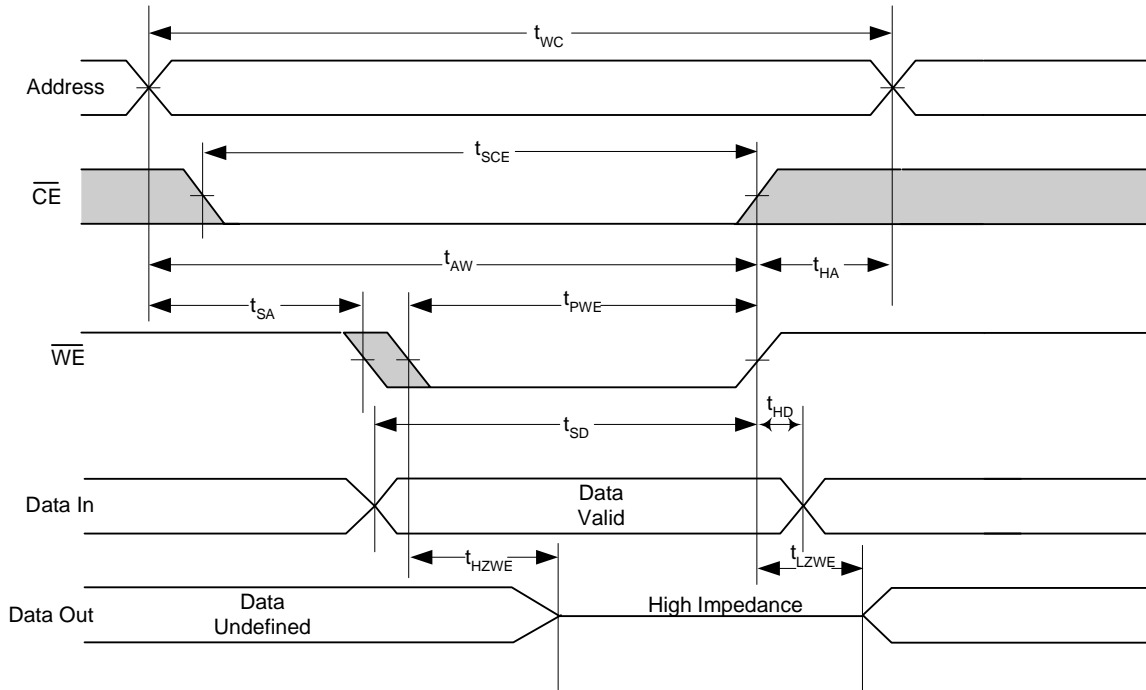 tWC
Address
tSCE
CE
tAW
tHA
tSA
tPWE
WE
tHD
tSD
Data In
Data
Valid
tHZWE
tLZWE
Data Out
Data
Undefined
High Impedance